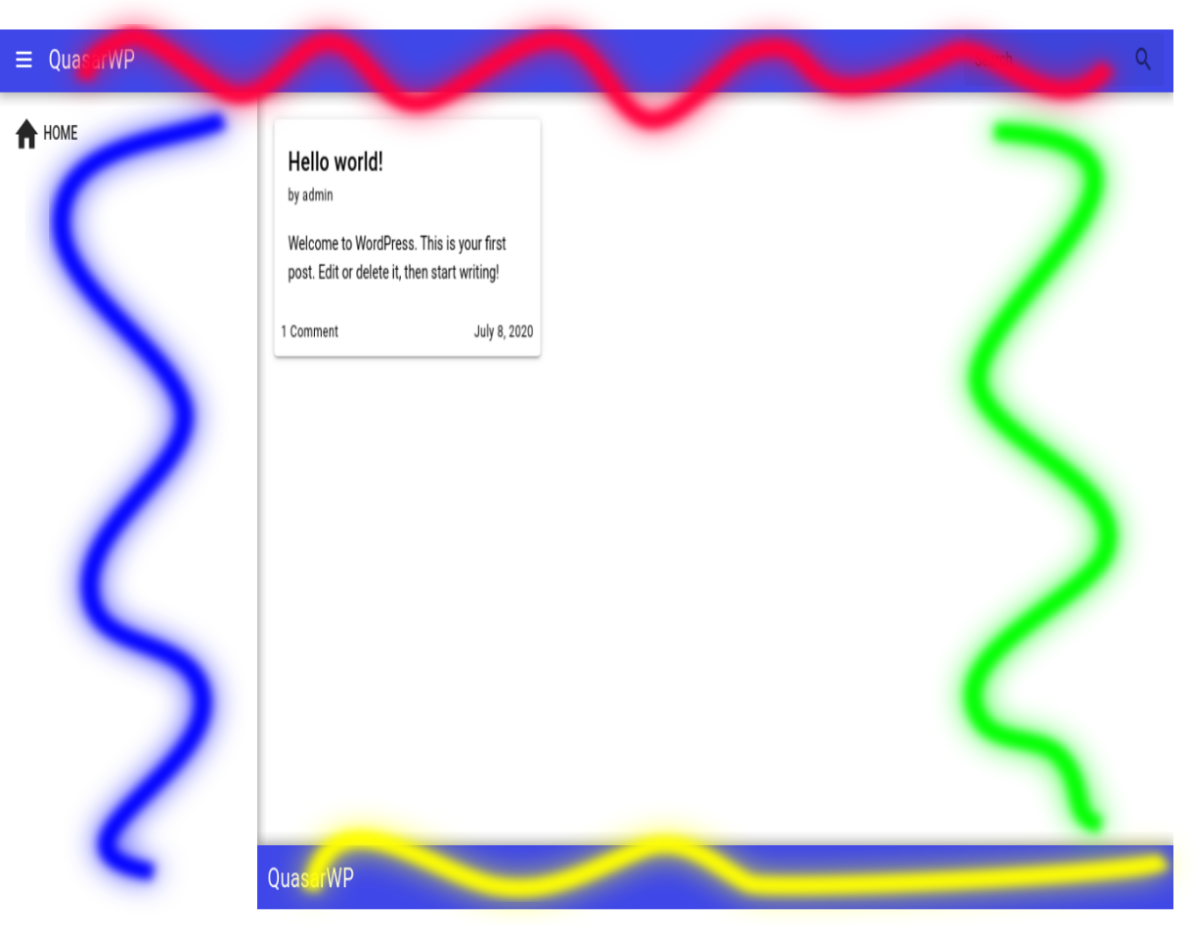 QuasarWP
Search
HOME
Hello world!
by admin
Welcome to WordPress. This is your first
post. Edit or delete it, then start writing!
1 Comment July 8, 2020
QuasarWP